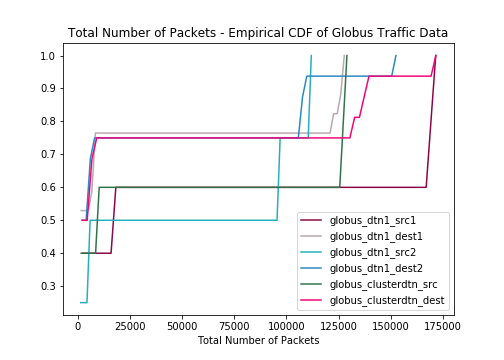 Total Number of Packets - Empirical CDF of Globus Traffic Data
1.0
0.9
0.8
0.7
0.6
0.5
0.4
0.3
globus_dtn1_src1
globus_dtn1_dest1
globus_dtn1_src2
globus_dtn1_dest2
globus_clusterdtn_src
globus_clusterdtn_dest
0 25000 50000 75000 100000 125000 150000 175000
Total Number of Packets